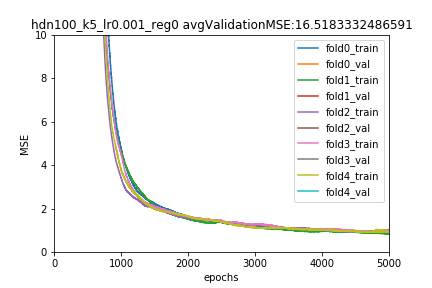 hdn100_k5_lr0.001_reg0 avgValidationMSE:16.5183332486591
10
8
6
4
2
0
MSE
0 1000 2000 3000 4000 5000
epochs
fold0_train
fold0_val
fold1_train
fold1_val
fold2_train
fold2_val
fold3_train
fold3_val
fold4_train
fold4_val